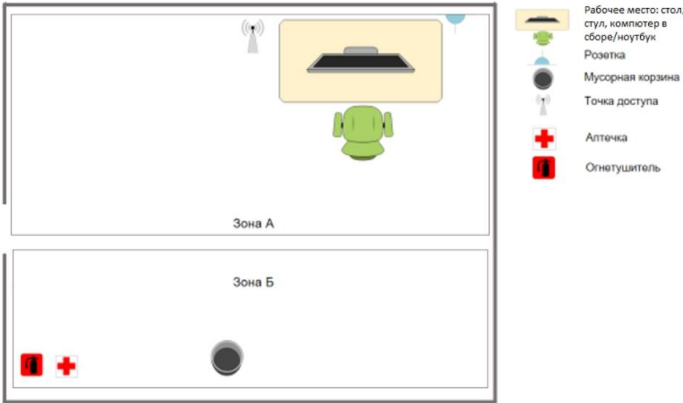 Рабочее место: стол,
стул, компютер в
сборе/ноутбук
Розетка
Мусорная корзина
Точка доступа
Аптечка
Огнетушитель
Зона А
Зона Б